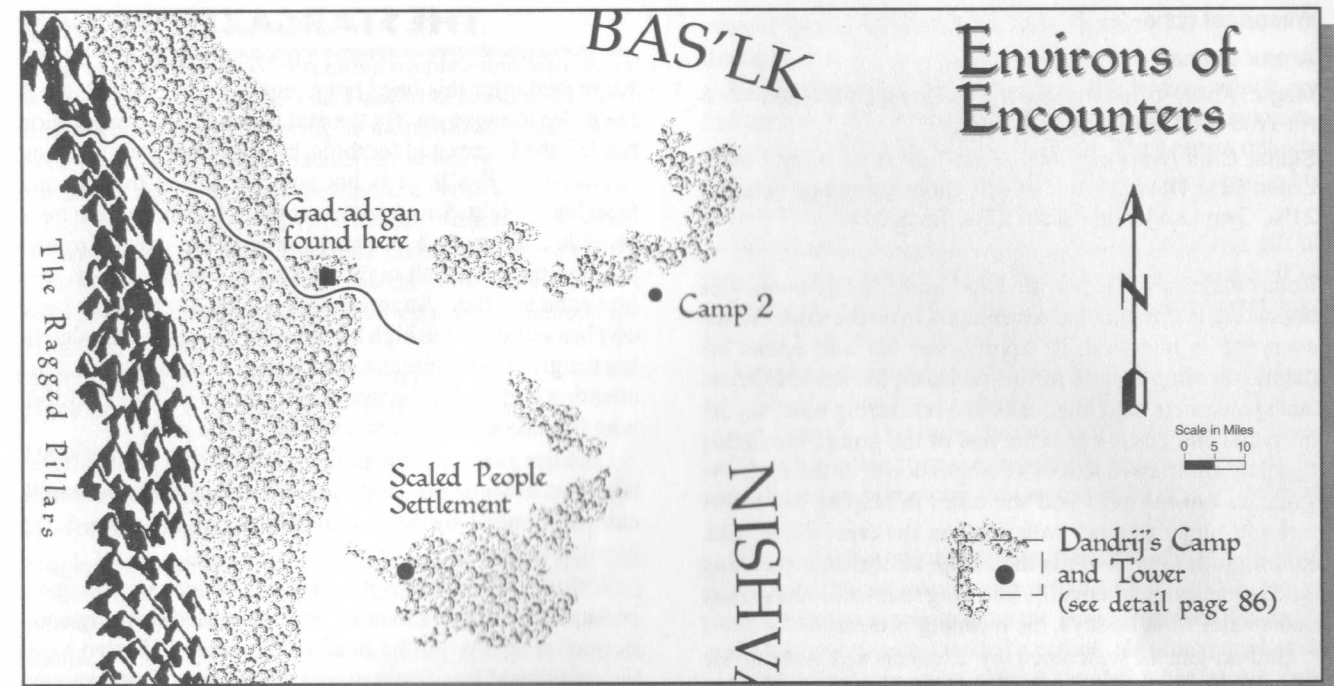 BAS'LK
Environs of
Encounters
Gad ad gan
found here
N
Camp 2
The Ragged Pillars
Scale in Miles
0 5 10
Scaled People
Settlement
WHSIN
Dandrij's Camp
and Tower
(see detail page 86)